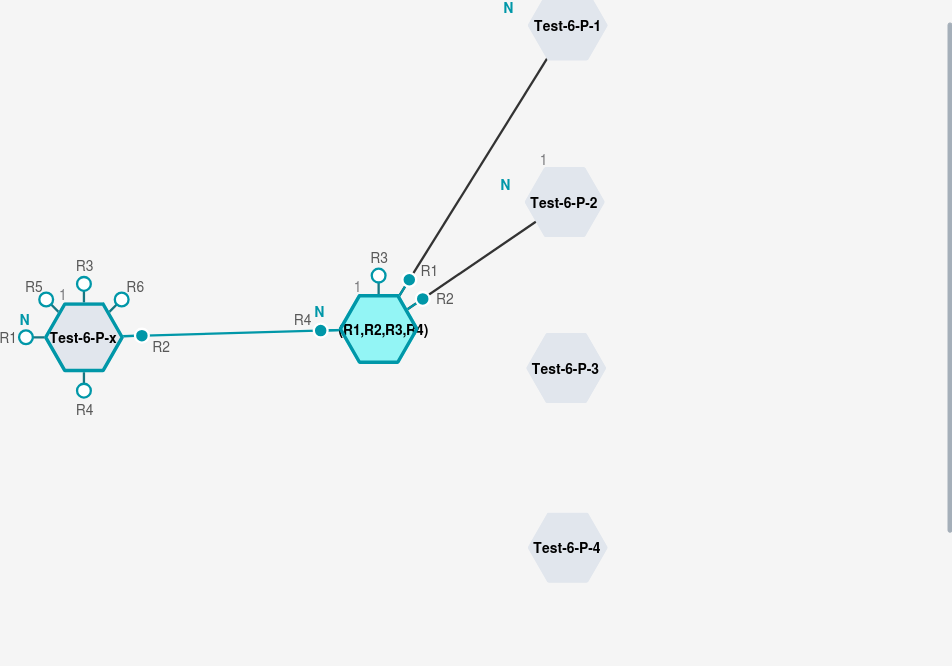 N
Test-6-P-1
1
N
Test-6-P-2
R3
R3
R1
R5
1
R6
1
R2
N
N
R4
(R1,R2,R3,R4)
R1
Test-6-P-x
R2
Test-6-P-3
R4
Test-6-P-4